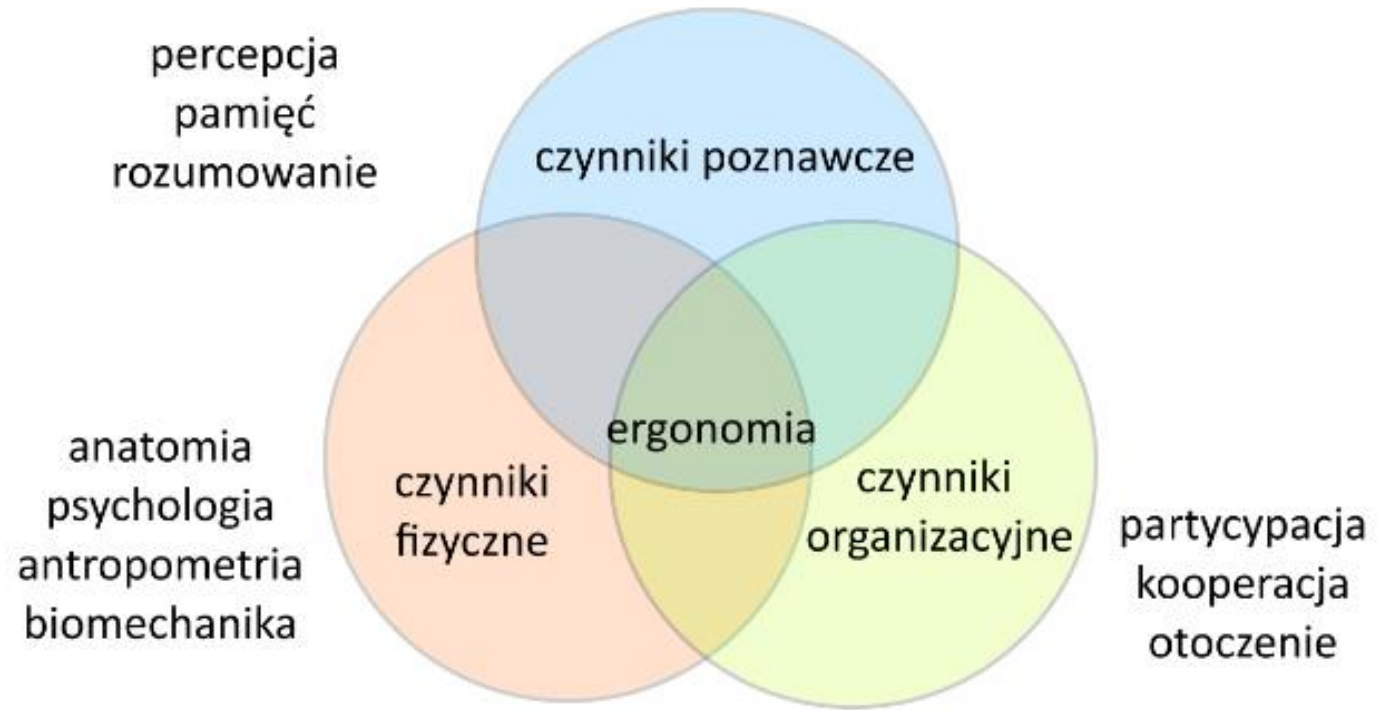 percepcja
pamięć
rozumowanie
czynniki poznawcze
ergonomia
anatomia
psychologia
antropometria
biomechanika
czynniki
fizyczne
czynniki
organizacyjne
partycypacja
kooperacja
otoczenie